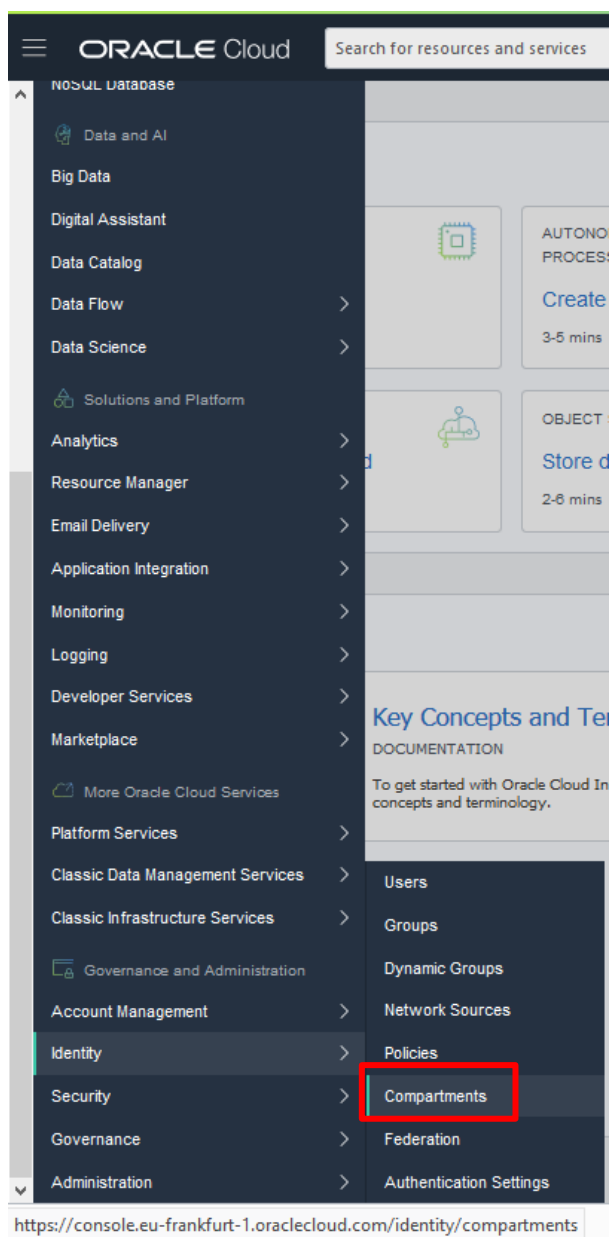 ORACLE Cloud
Search for resources and services
NoSQL Database
Data and AI
Big Data
Digital Assistant
Data Catalog
Data Flow
Data Science
Solutions and Platform
Analytics
Resource Manager
Email Delivery
Application Integration
Monitoring
Logging
Developer Services
Marketplace
More Oracle Cloud Services
Platform Services
Classic Data Management Services
Classic Infrastructure Services
Governance and Administration
Account Management
Identity
Security
Governance
Administration
Users
Groups
Dynamic Groups
Network Sources
Policies
Compartments
Federation
Authentication Settings
AUTONO
PROCESS
Create
3-5 mins
d
OBJECT
Store d
2-6 mins
Key Concepts and Te
DOCUMENTATION
To get started with Oracle Cloud In
concepts and terminology.
https://console.eu-frankfurt-1.oraclecloud.com/identity/compartments